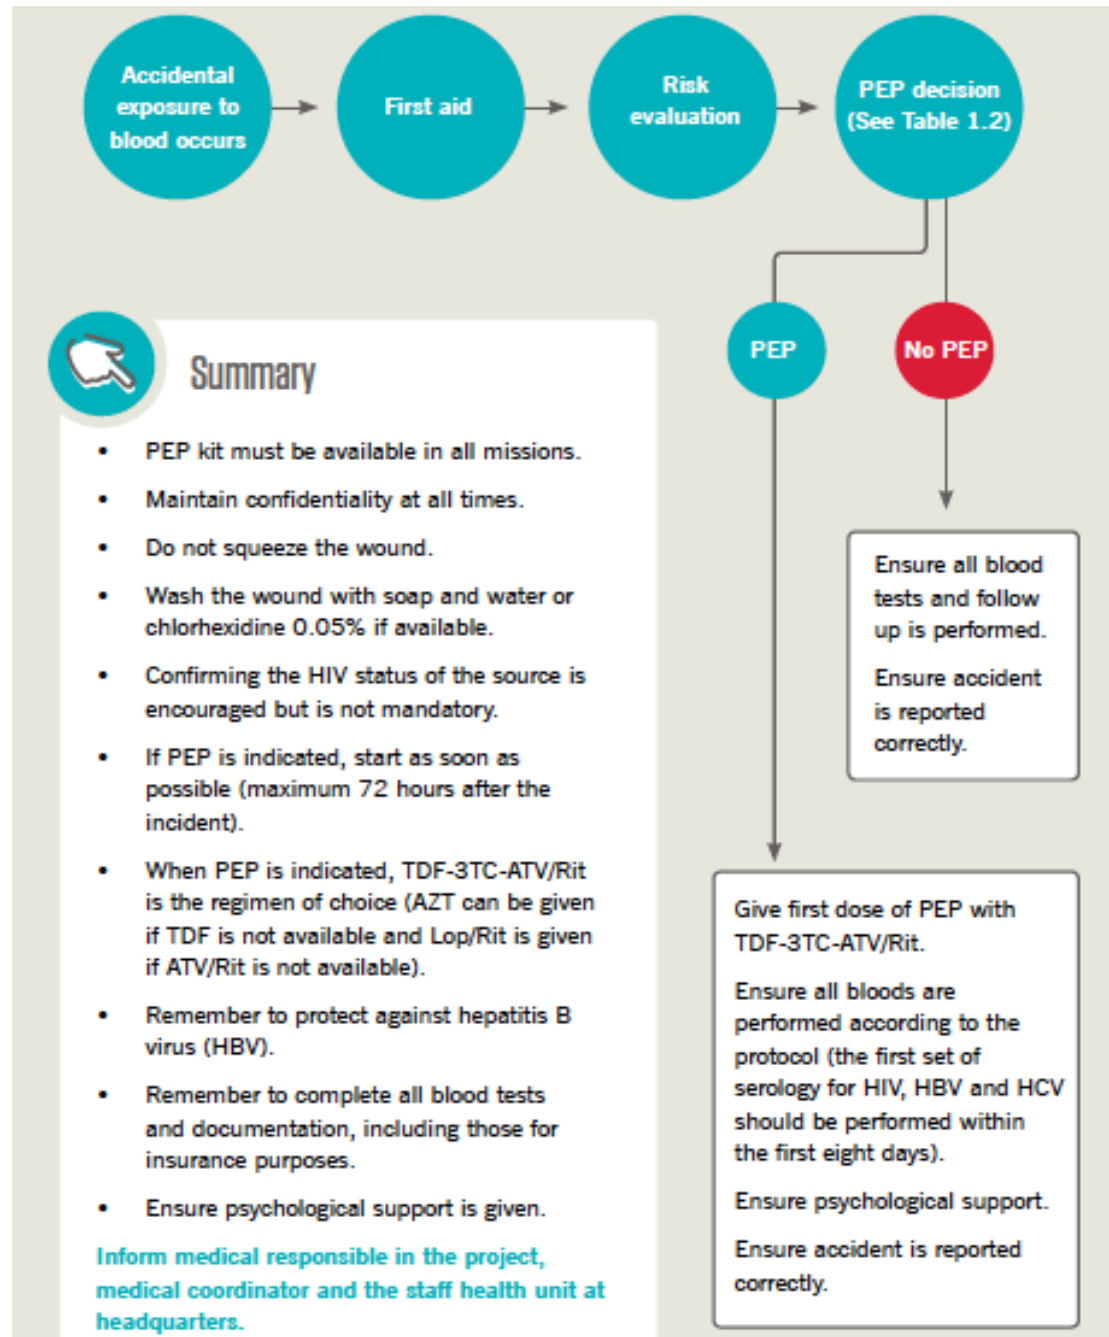 Accidental
exposure to
blood occurs
First aid
Risk
evaluation
PEP decision
(See Table 1.2)
PEP
No PEP
Summary
• PEP kit must be available in all missions.
• Maintain confidentiality at all times.
• Do not squeeze the wound.
• Wash the wound with soap and water or
chlorhexidine 0.05% if available.
• Confirming the HIV status of the source is
encouraged but is not mandatory.
• If PEP is indicated, start as soon as
possible (maximum 72 hours after the
incident).
• When PEP is indicated, TDF-3TC-ATV/Rit
is the regimen of choice (AZT can be given
if TDF is not available and Lop/Rit is given
if ATV/Rit is not available).
• Remember to protect against hepatitis B
virus (HBV).
• Remember to complete all blood tests
and documentation, including those for
insurance purposes.
• Ensure psychological support is given.
Inform medical responsible in the project,
medical coordinator and the staff health unit at
headquarters.
Ensure all blood
tests and follow
up is performed.
Ensure accident
is reported
correctly.
Give first dose of PEP with
TDF-3TC-ATV/Rit.
Ensure all bloods are
performed according to the
protocol (the first set of
serology for HIV, HBV and HCV
should be performed within
the first eight days).
Ensure psychological support.
Ensure accident is reported
correctly.